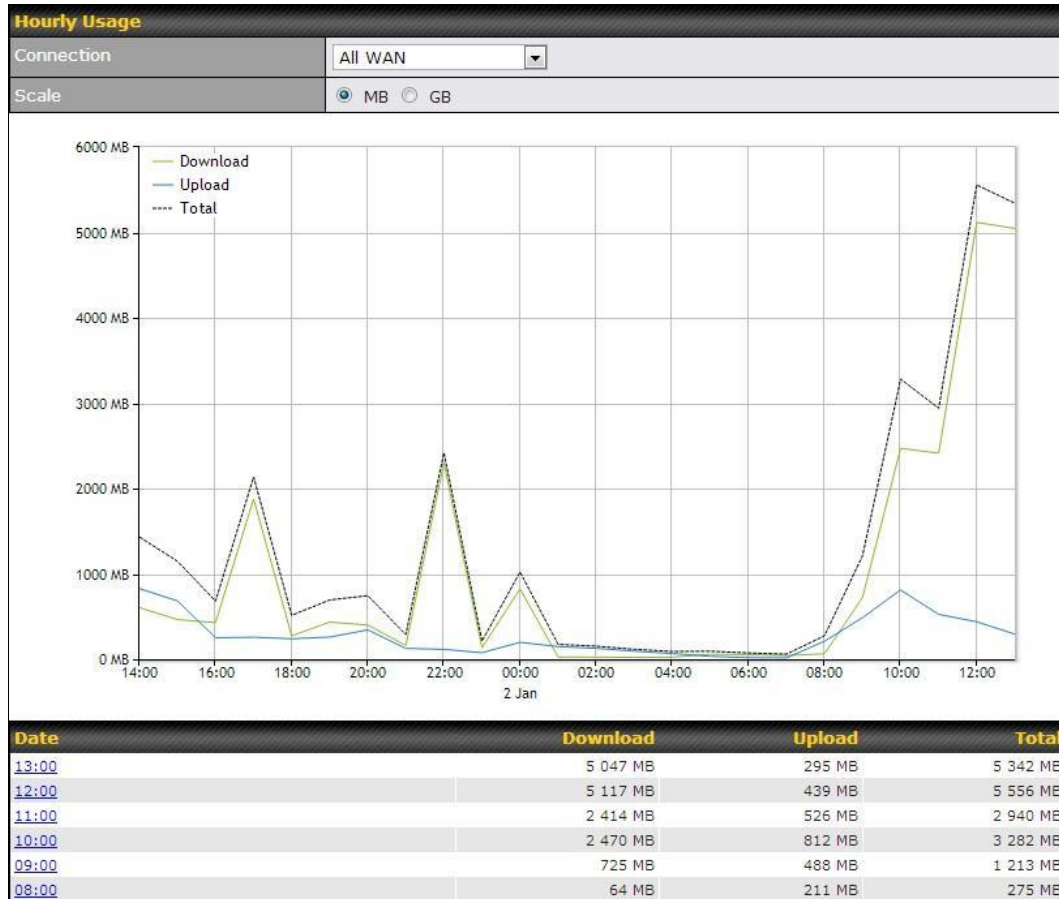 Hourly Usage
Connection All WAN
Scale MB GB
6000 MB
Download
Upload
Total
5000 MB
4000 MB
3000 MB
2000 MB
1000 MB
0 MB
14:00 16:00 18:00 20:00 22:00 00:00 02:00 04:00 06:00 08:00 10:00 12:00
2 Jan
Date Download Upload Total
13:00 5 047 MB 295 MB 5 342 MB
12:00 5 117 MB 439 MB 5 556 MB
11:00 2 414 MB 526 MB 2 940 MB
10:00 2 470 MB 812 MB 3 282 MB
09:00 725 MB 488 MB 1 213 MB
08:00 64 MB 211 MB 275 MB